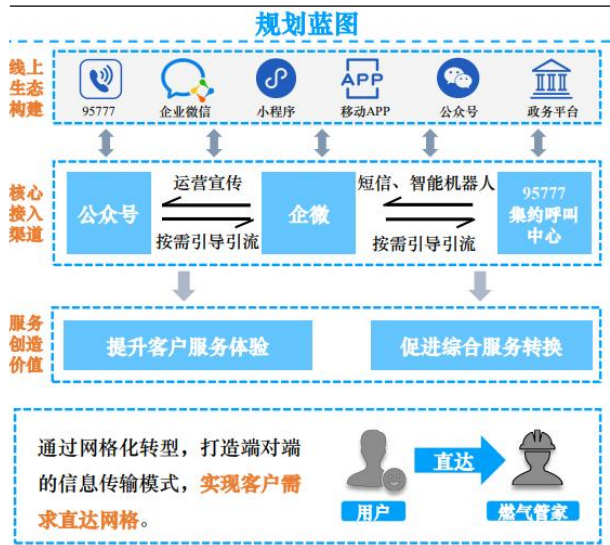 规划蓝图
线上
生态
构建
95777
企业微信
小程序
APP
移动APP
公众号
政务平台
核心
接入
渠道
公众号
运营宣传
按需引导引流
企微
短信、智能机器人
按需引导引流
95777
集约呼叫
中心
服务
创造
价值
提升客户服务体验
促进综合服务转换
通过网格化转型，打造端对端
的信息传输模式，实现客户需
求直达网格。
直达
用户
燃气管家